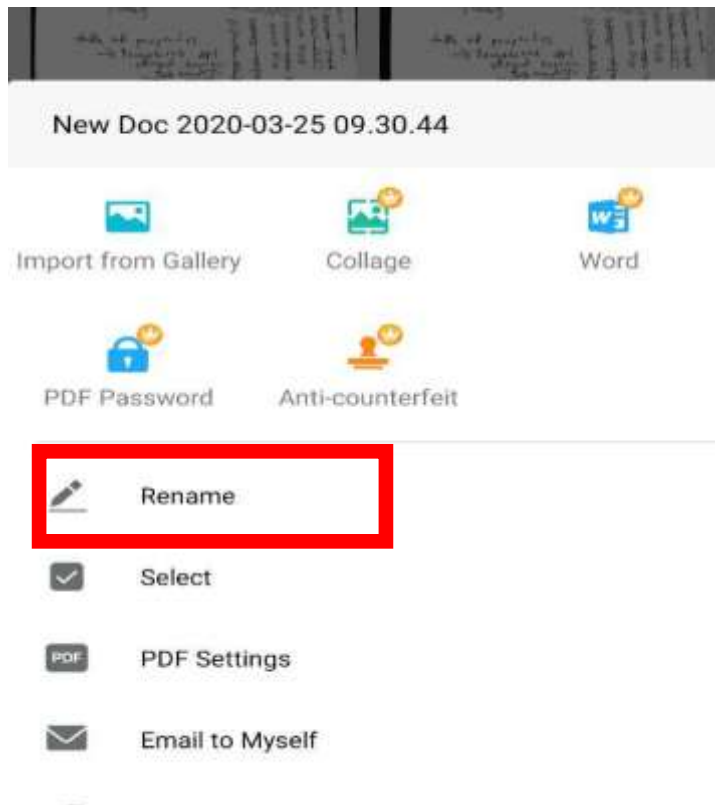 New Doc 2020-03-25 09.30.44
Import from Gallery Collage Word
W
PDF Password Anti-counterfeit
Rename
Select
PDF PDF Settings
Email to Myself